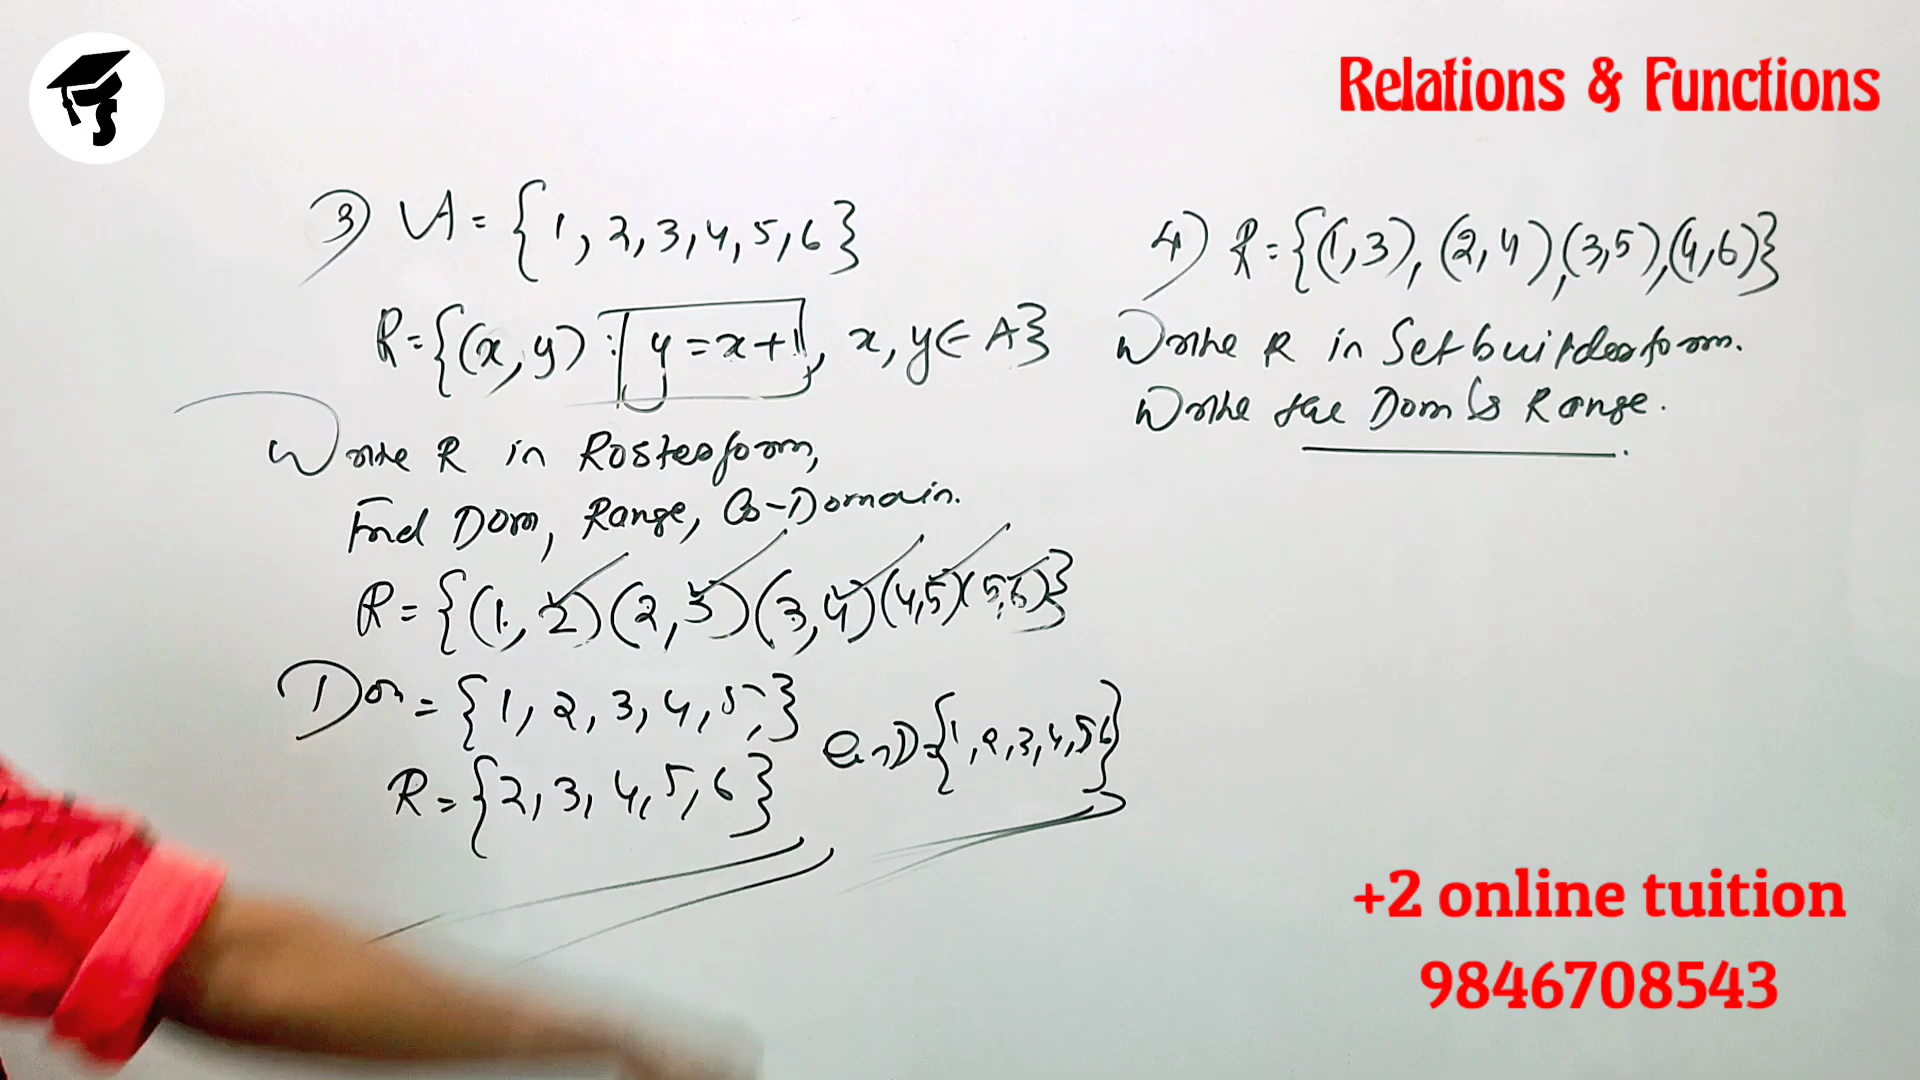 Relations & Functions
3) A = {1, 2, 3, 4, 5, 6}
R = {(x, y) : y = x+1, x, y ∈ A}
Write R in Roster form,
Find Dom, Range, Co-Domain.
R = {(1, 2)(2, 3)(3, 4)(4,5)(5,6)}
Dom = {1, 2, 3, 4, 5,}
R = {2, 3, 4, 5, 6}
CoD = {1, 2, 3, 4, 5 6}
4) R = {(1,3), (2,4), (3,5), (4,6)}
Write R in Set builder form.
Write the Dom & Range.
+2 online tuition
9846708543